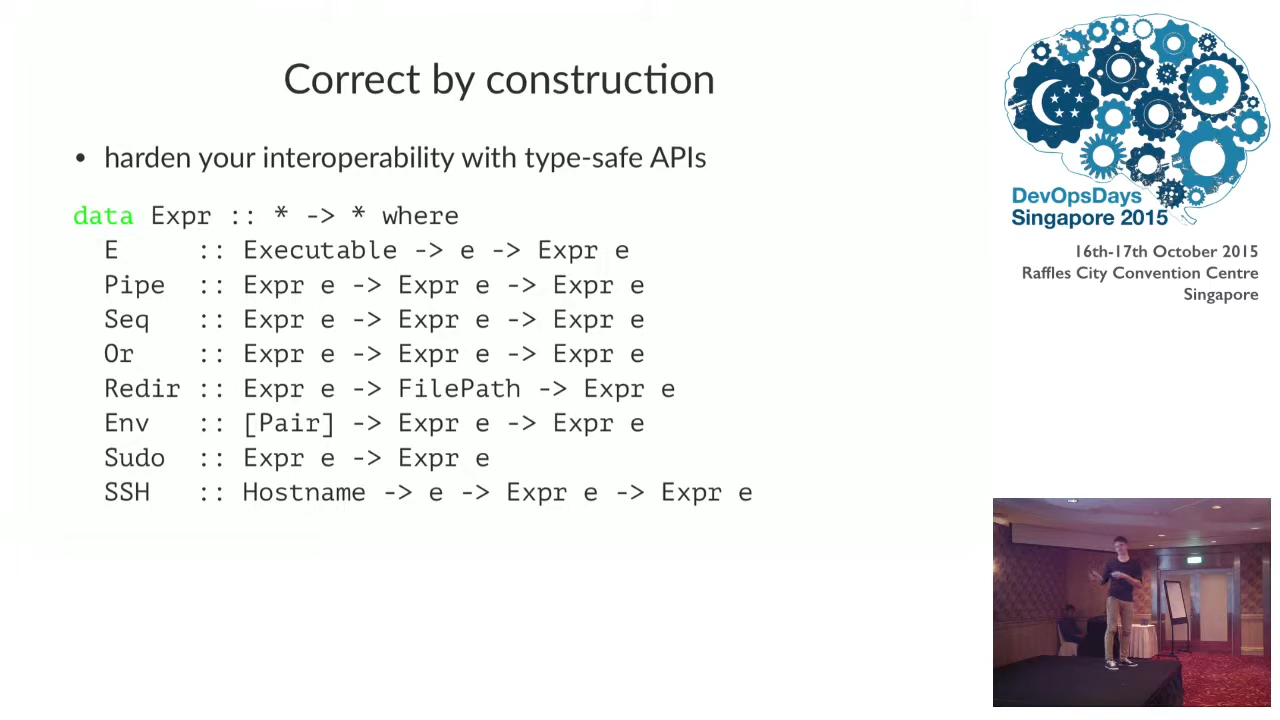 Correct by construction
• harden your interoperability with type-safe APIs
data Expr :: * -> * where
E :: Executable -> e -> Expr e
Pipe :: Expr e -> Expr e -> Expr e
Seq :: Expr e -> Expr e -> Expr e
Or :: Expr e -> Expr e -> Expr e
Redir :: Expr e -> FilePath -> Expr e
Env :: [Pair] -> Expr e -> Expr e
Sudo :: Expr e -> Expr e
SSH :: Hostname -> e -> Expr e -> Expr e
DevOpsDays
Singapore 2015
16th-17th October 2015
Raffles City Convention Centre
Singapore